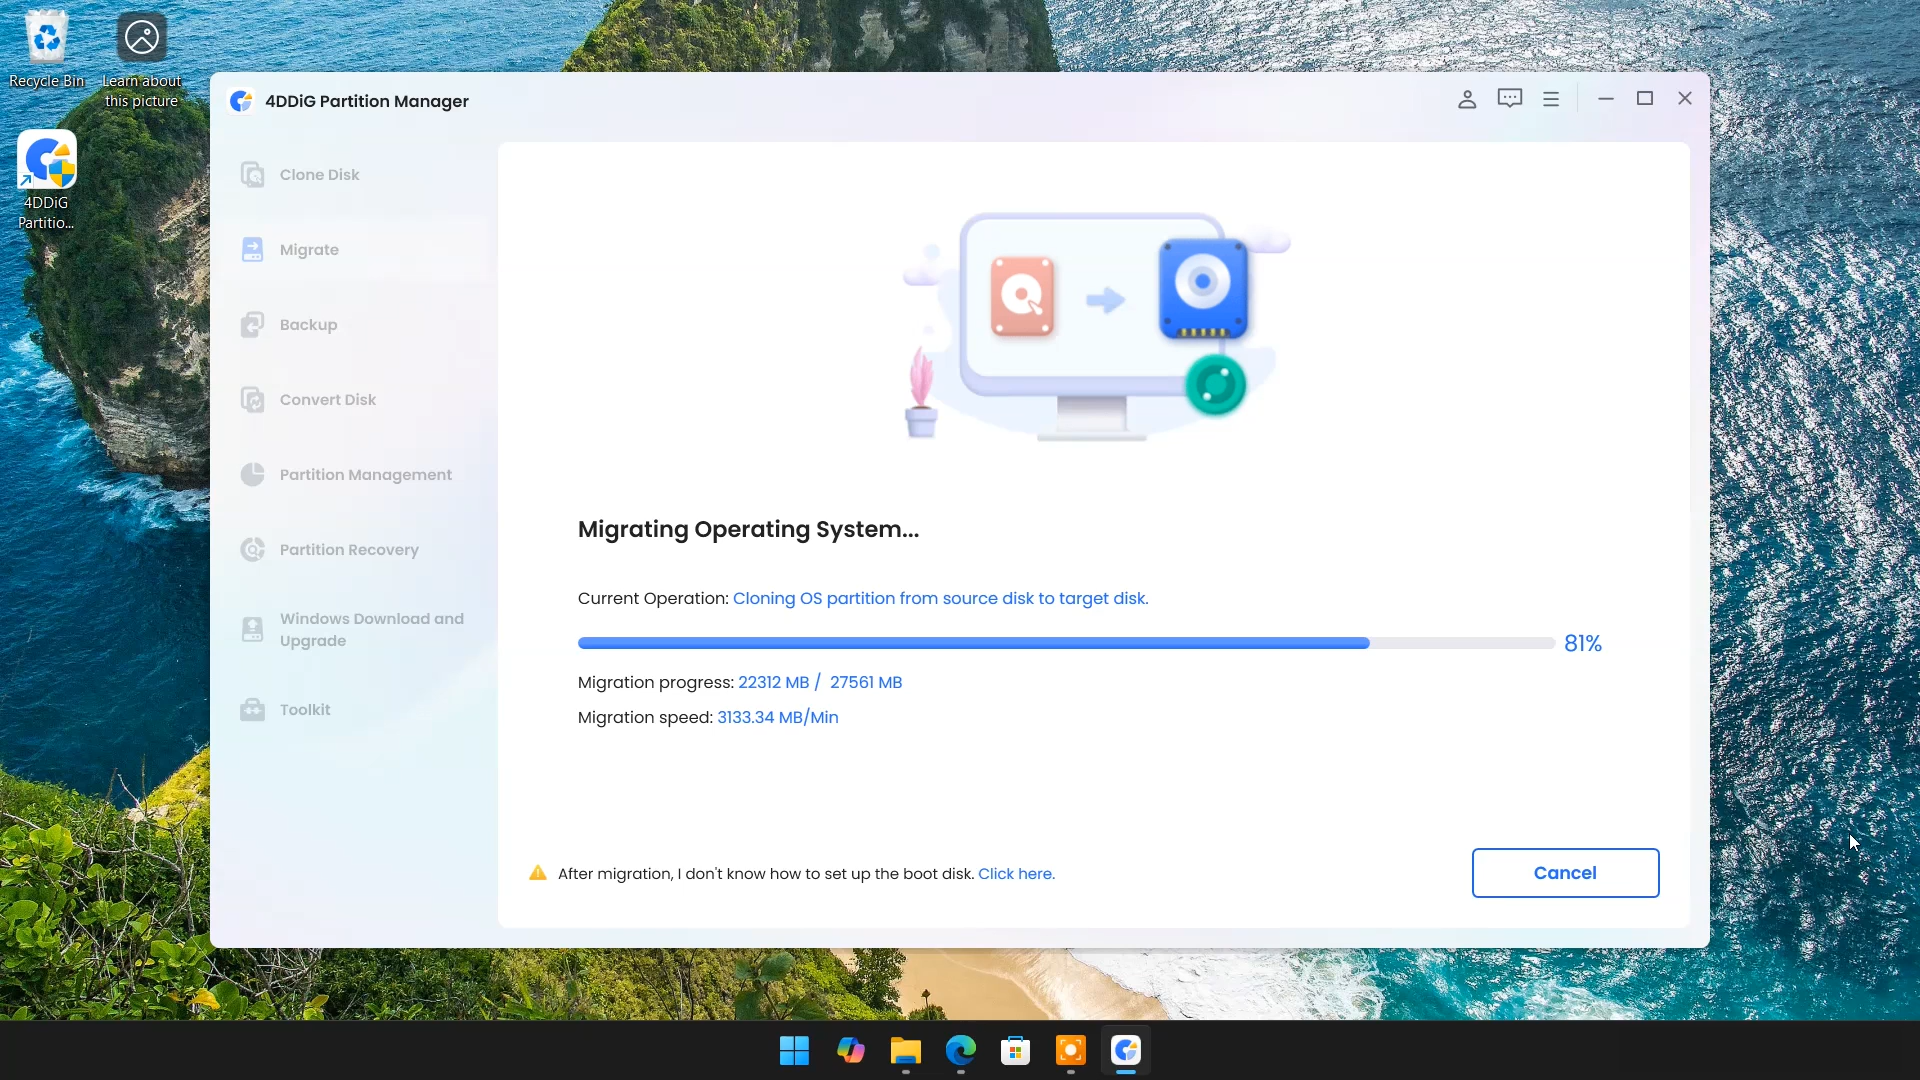 Recycle Bin
Learn about
this picture
4DDiG
Partitio...
4DDiG Partition Manager
Clone Disk
Migrate
Backup
Convert Disk
Partition Management
Partition Recovery
Windows Download and
Upgrade
Toolkit
Migrating Operating System...
Current Operation: Cloning OS partition from source disk to target disk.
81%
Migration progress: 22312 MB / 27561 MB
Migration speed: 3133.34 MB/Min
After migration, I don't know how to set up the boot disk. Click here.
Cancel